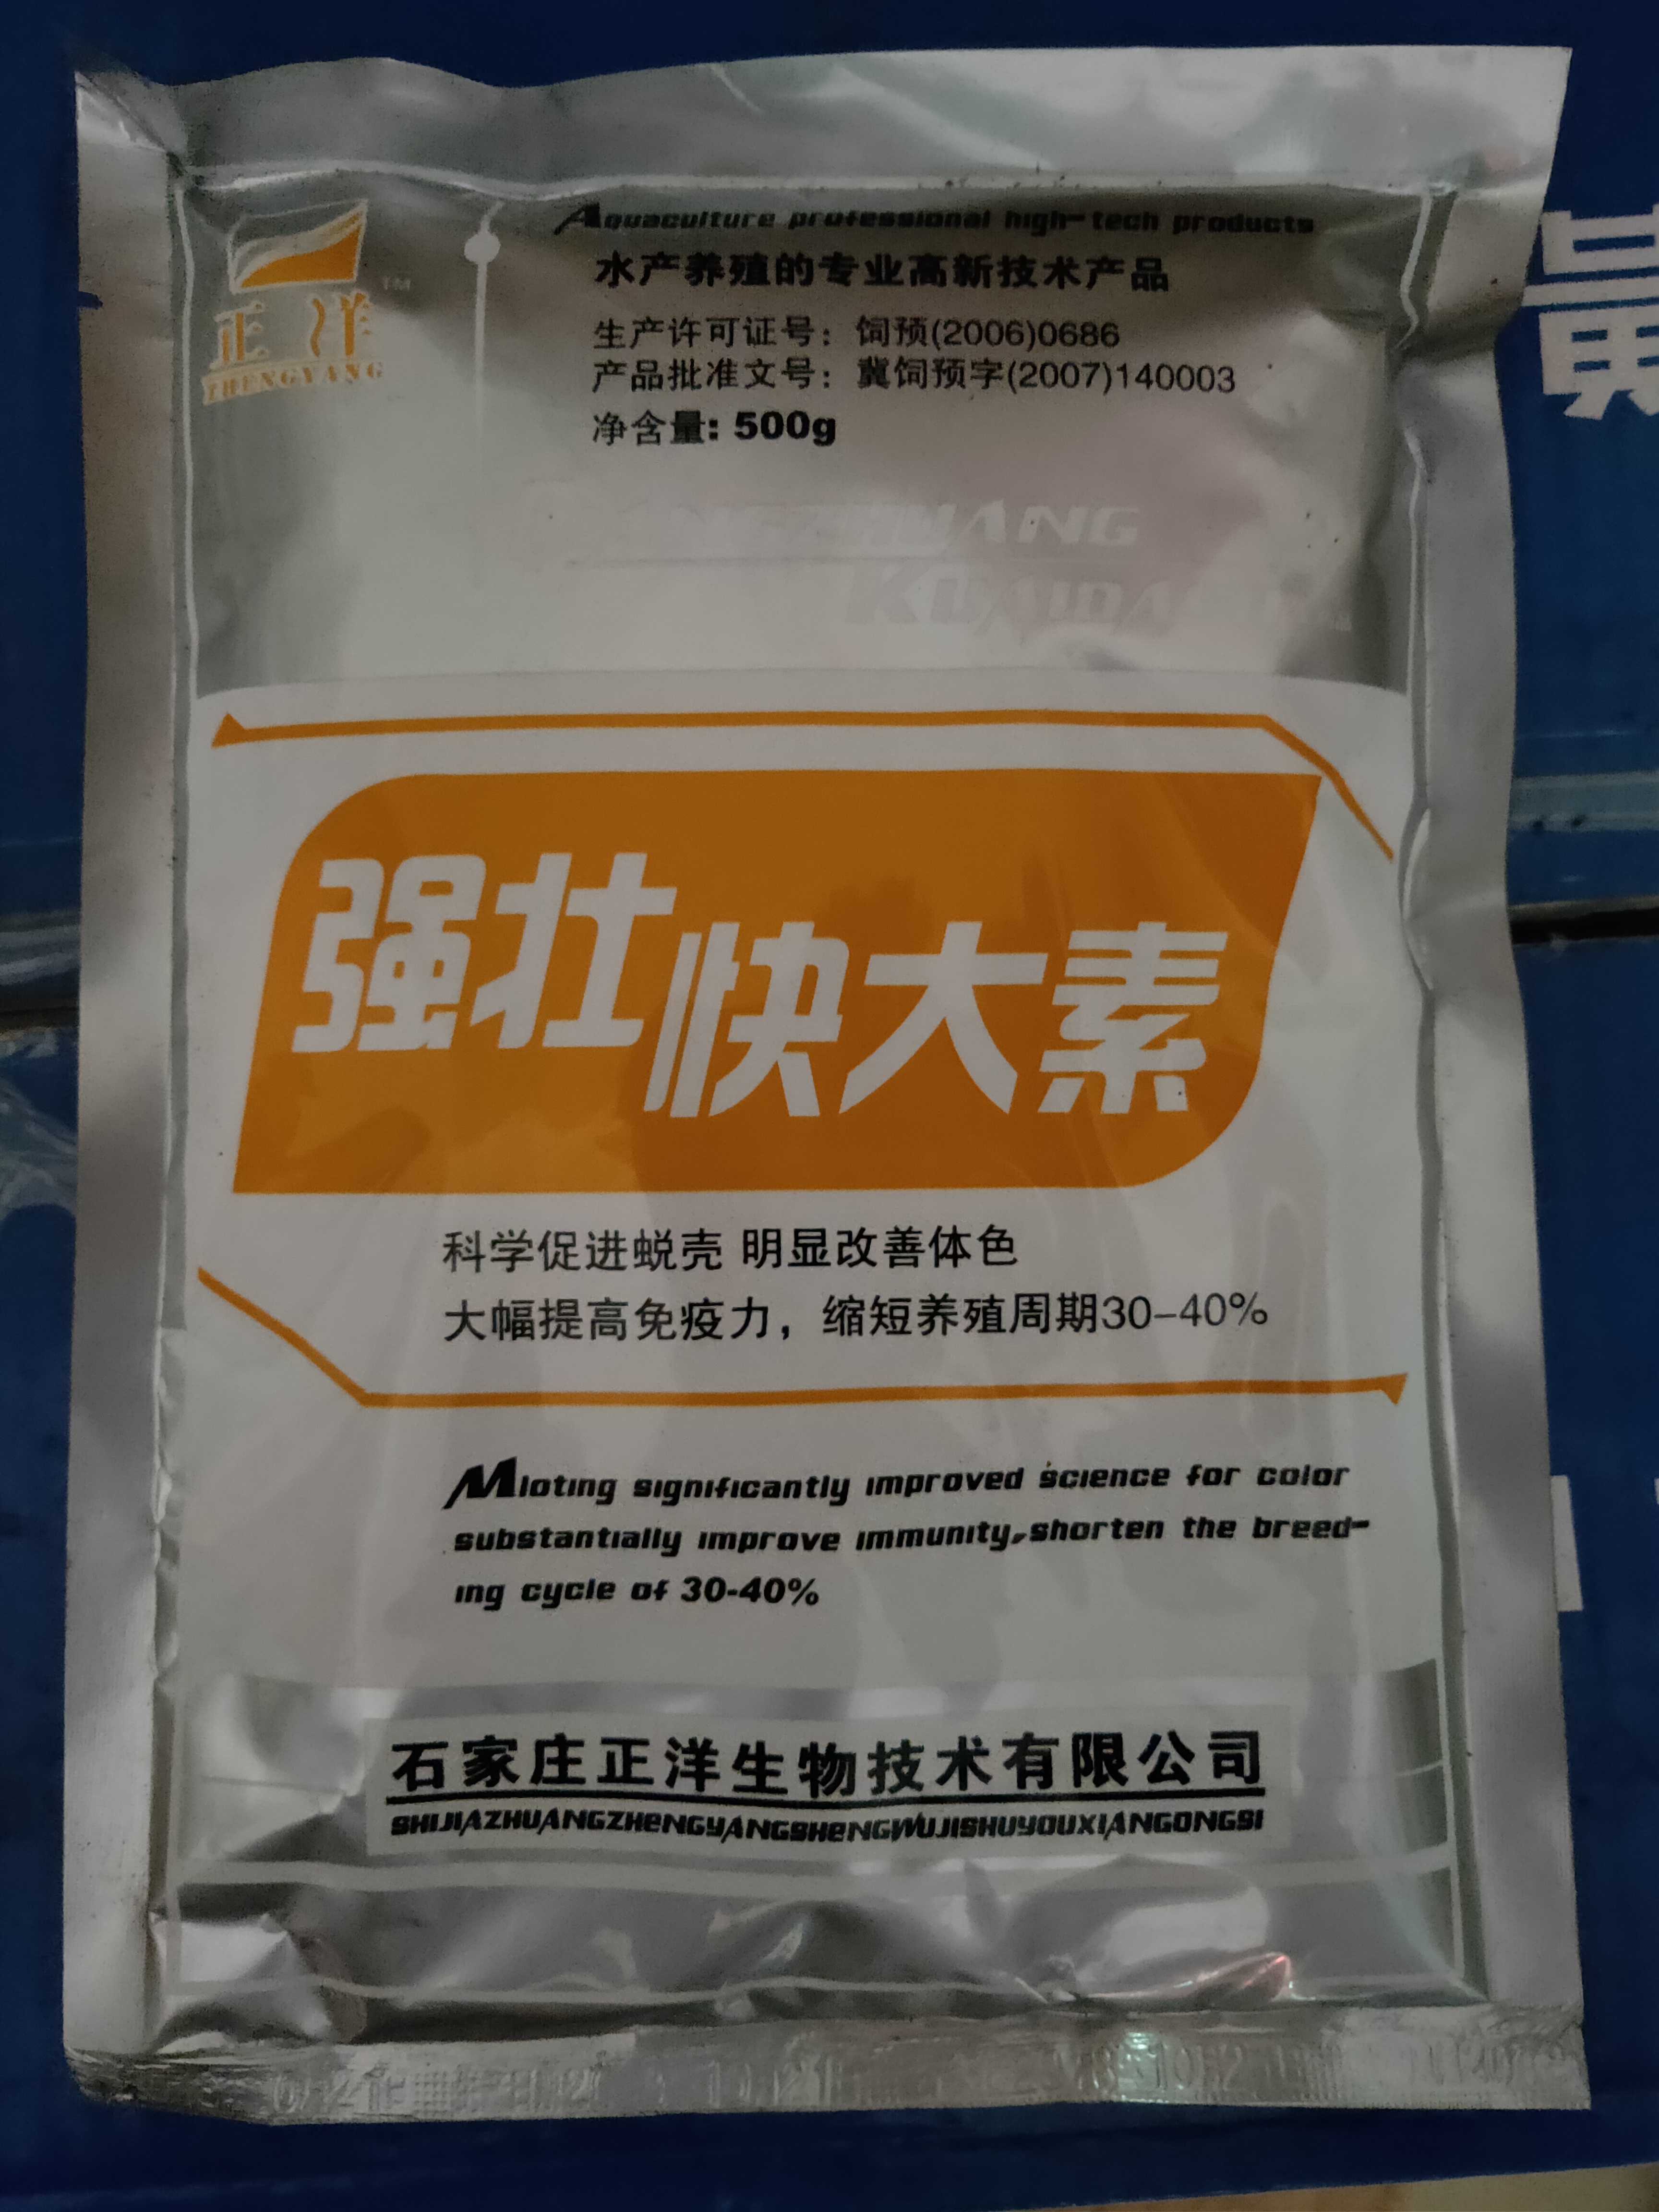 Aquaculture professional high-tech products
水产养殖的专业高新技术产品
正洋 TM
ZHENGYANG
生产许可证号：饲预(2006)0686
产品批准文号：冀饲预字(2007)140003
净含量: 500g
强壮快大素
科学促进蜕壳 明显改善体色
大幅提高免疫力，缩短养殖周期30-40%
Mloting significantly improved science for color
substantially improve immunity,shorten the breed-
ing cycle of 30-40%
石家庄正洋生物技术有限公司
SHIJIAZHUANGZHENGYANGSHENGWUJISHUYOUXIANGONGSI